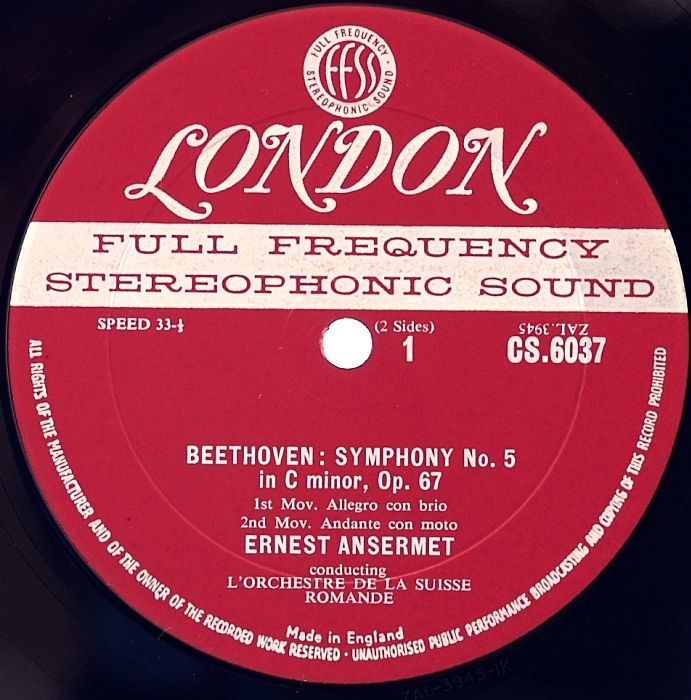 FULL FREQUENCY
FFSS
STEREOPHONIC SOUND
LONDON
FULL FREQUENCY
STEREOPHONIC SOUND
SPEED 33-⅓
(2 Sides)
1
ZAL.3945
CS.6037
BEETHOVEN: SYMPHONY No. 5
in C minor, Op. 67
1st Mov. Allegro con brio
2nd Mov. Andante con moto
ERNEST ANSERMET
conducting
L'ORCHESTRE DE LA SUISSE
ROMANDE
Made in England
ALL RIGHTS OF THE MANUFACTURER AND OF THE OWNER OF THE RECORDED WORK RESERVED · UNAUTHORISED PUBLIC PERFORMANCE BROADCASTING AND COPYING OF THIS RECORD PROHIBITED
ZAL-3945-1K